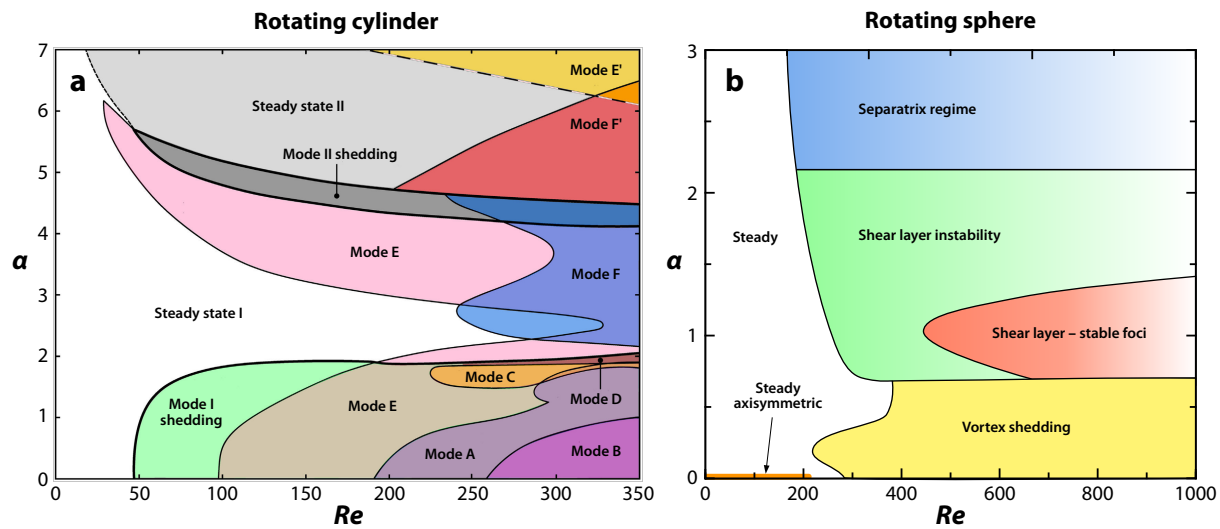 Rotating cylinder
Rotating sphere
a
7
6
5
4
3
2
1
0
α
Mode E'
Steady state II
Mode F'
Mode II shedding
Mode E
Mode F
Steady state I
Mode C
Mode I
shedding
Mode E
Mode D
Mode A
Mode B
0
50
100
150
200
250
300
350
Re
b
3
2
1
0
α
Separatrix regime
Steady
Shear layer instability
Shear layer – stable foci
Steady
axisymmetric
Vortex shedding
0
200
400
600
800
1000
Re